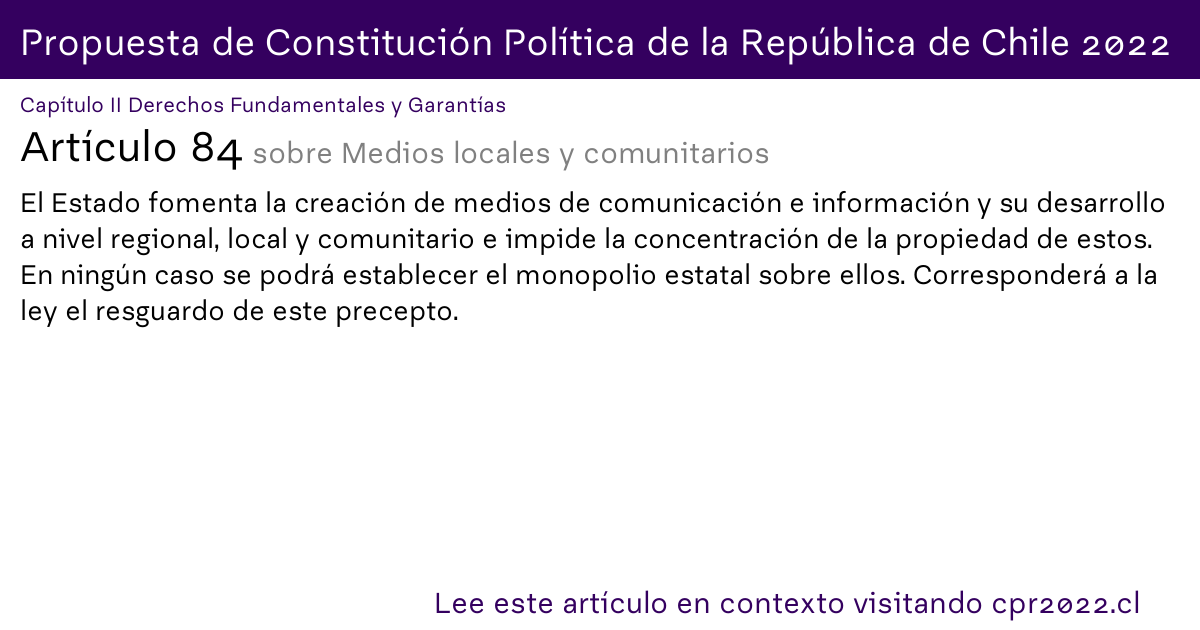 Propuesta de Constitución Política de la República de Chile 2022
Capítulo II Derechos Fundamentales y Garantías
Artículo 84 sobre Medios locales y comunitarios
El Estado fomenta la creación de medios de comunicación e información y su desarrollo
a nivel regional, local y comunitario e impide la concentración de la propiedad de estos.
En ningún caso se podrá establecer el monopolio estatal sobre ellos. Corresponderá a la
ley el resguardo de este precepto.
Lee este artículo en contexto visitando cpr2022.cl